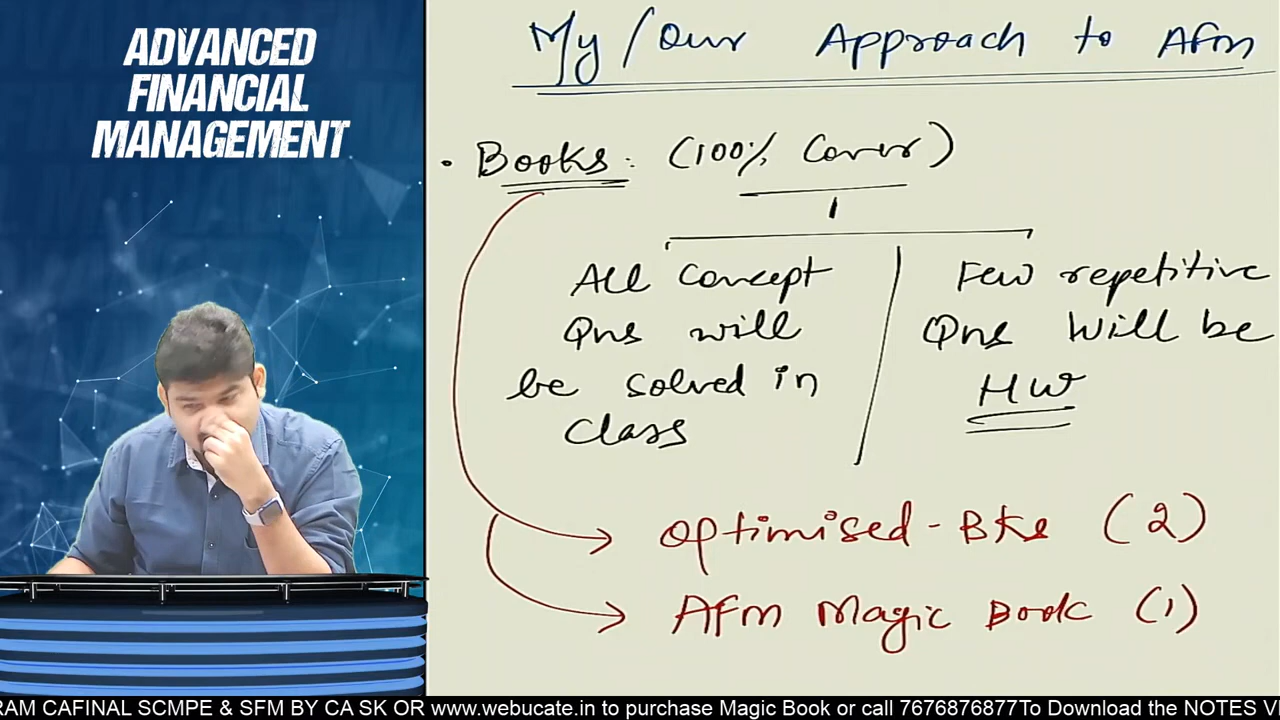 ADVANCED
FINANCIAL
MANAGEMENT
My/Our Approach to Afm
• Books: (100% Cover)
All Concept
Qns will
be solved in
Class
Few repetitive
Qns Will be
HW
Optimised-Bks (2)
Afm Magic Book (1)
RAM CAFINAL SCMPE & SFM BY CA SK OR www.webucate.in to purchase Magic Book or call 7676876877To Download the NOTES V